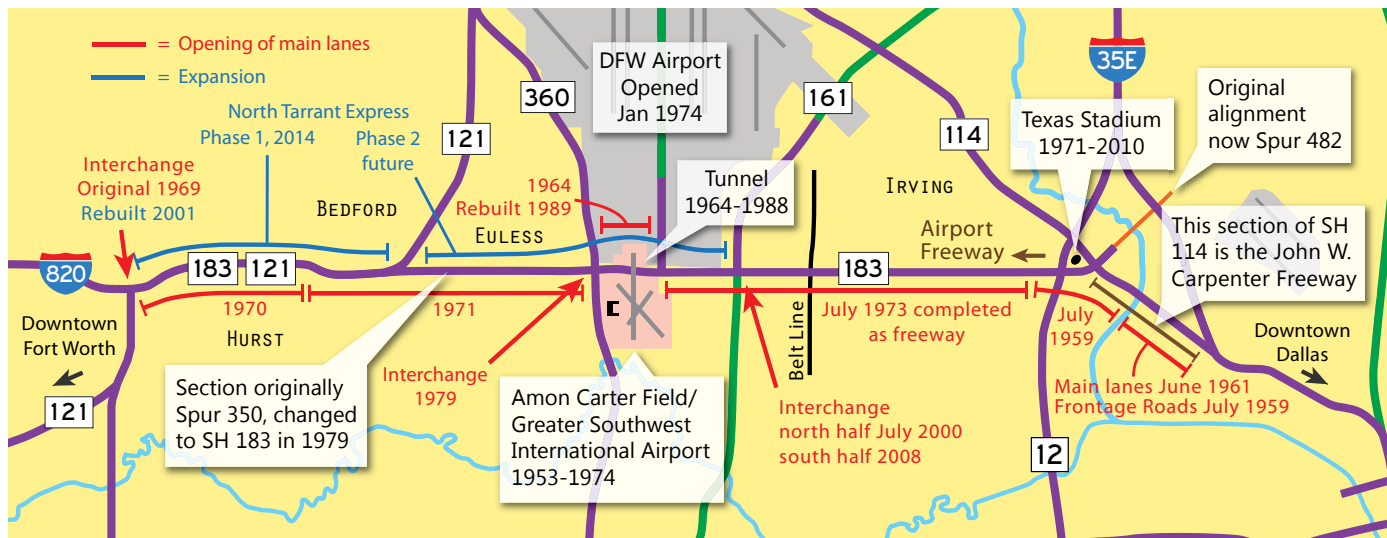 = Opening of main lanes
= Expansion
North Tarrant Express
Phase 1, 2014
Phase 2
future
Interchange
Original 1969
Rebuilt 2001
820
183
121
121
BEDFORD
EULESS
360
1964
Rebuilt 1989
DFW Airport
Opened
Jan 1974
Tunnel
1964-1988
161
114
IRVING
Airport
Freeway
Texas Stadium
1971-2010
35E
Original
alignment
now Spur 482
This section of SH
114 is the John W.
Carpenter Freeway
183
1970
1971
HURST
Downtown
Fort Worth
121
Section originally
Spur 350, changed
to SH 183 in 1979
Interchange
1979
E
Amon Carter Field/
Greater Southwest
International Airport
1953-1974
Belt Line
July 1973 completed
as freeway
Interchange
north half July 2000
south half 2008
July
1959
Main lanes June 1961
Frontage Roads July 1959
Downtown
Dallas
12